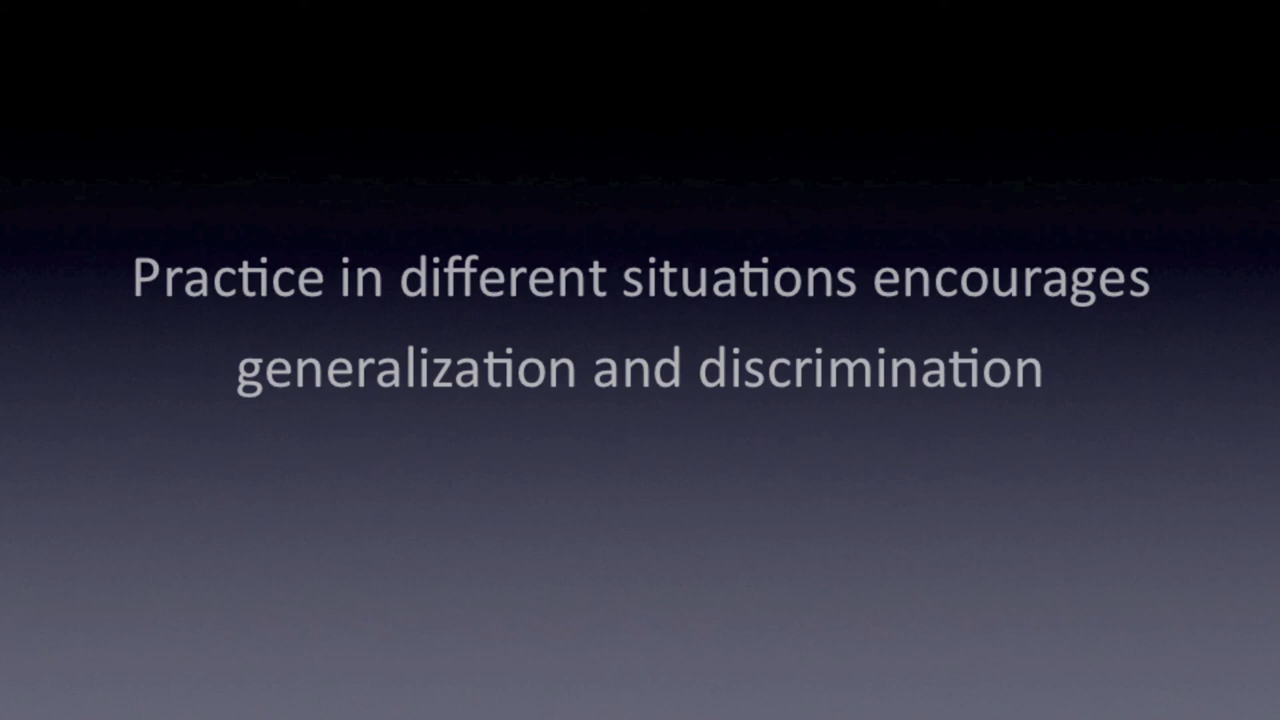 Practice in different situations encourages
generalization and discrimination